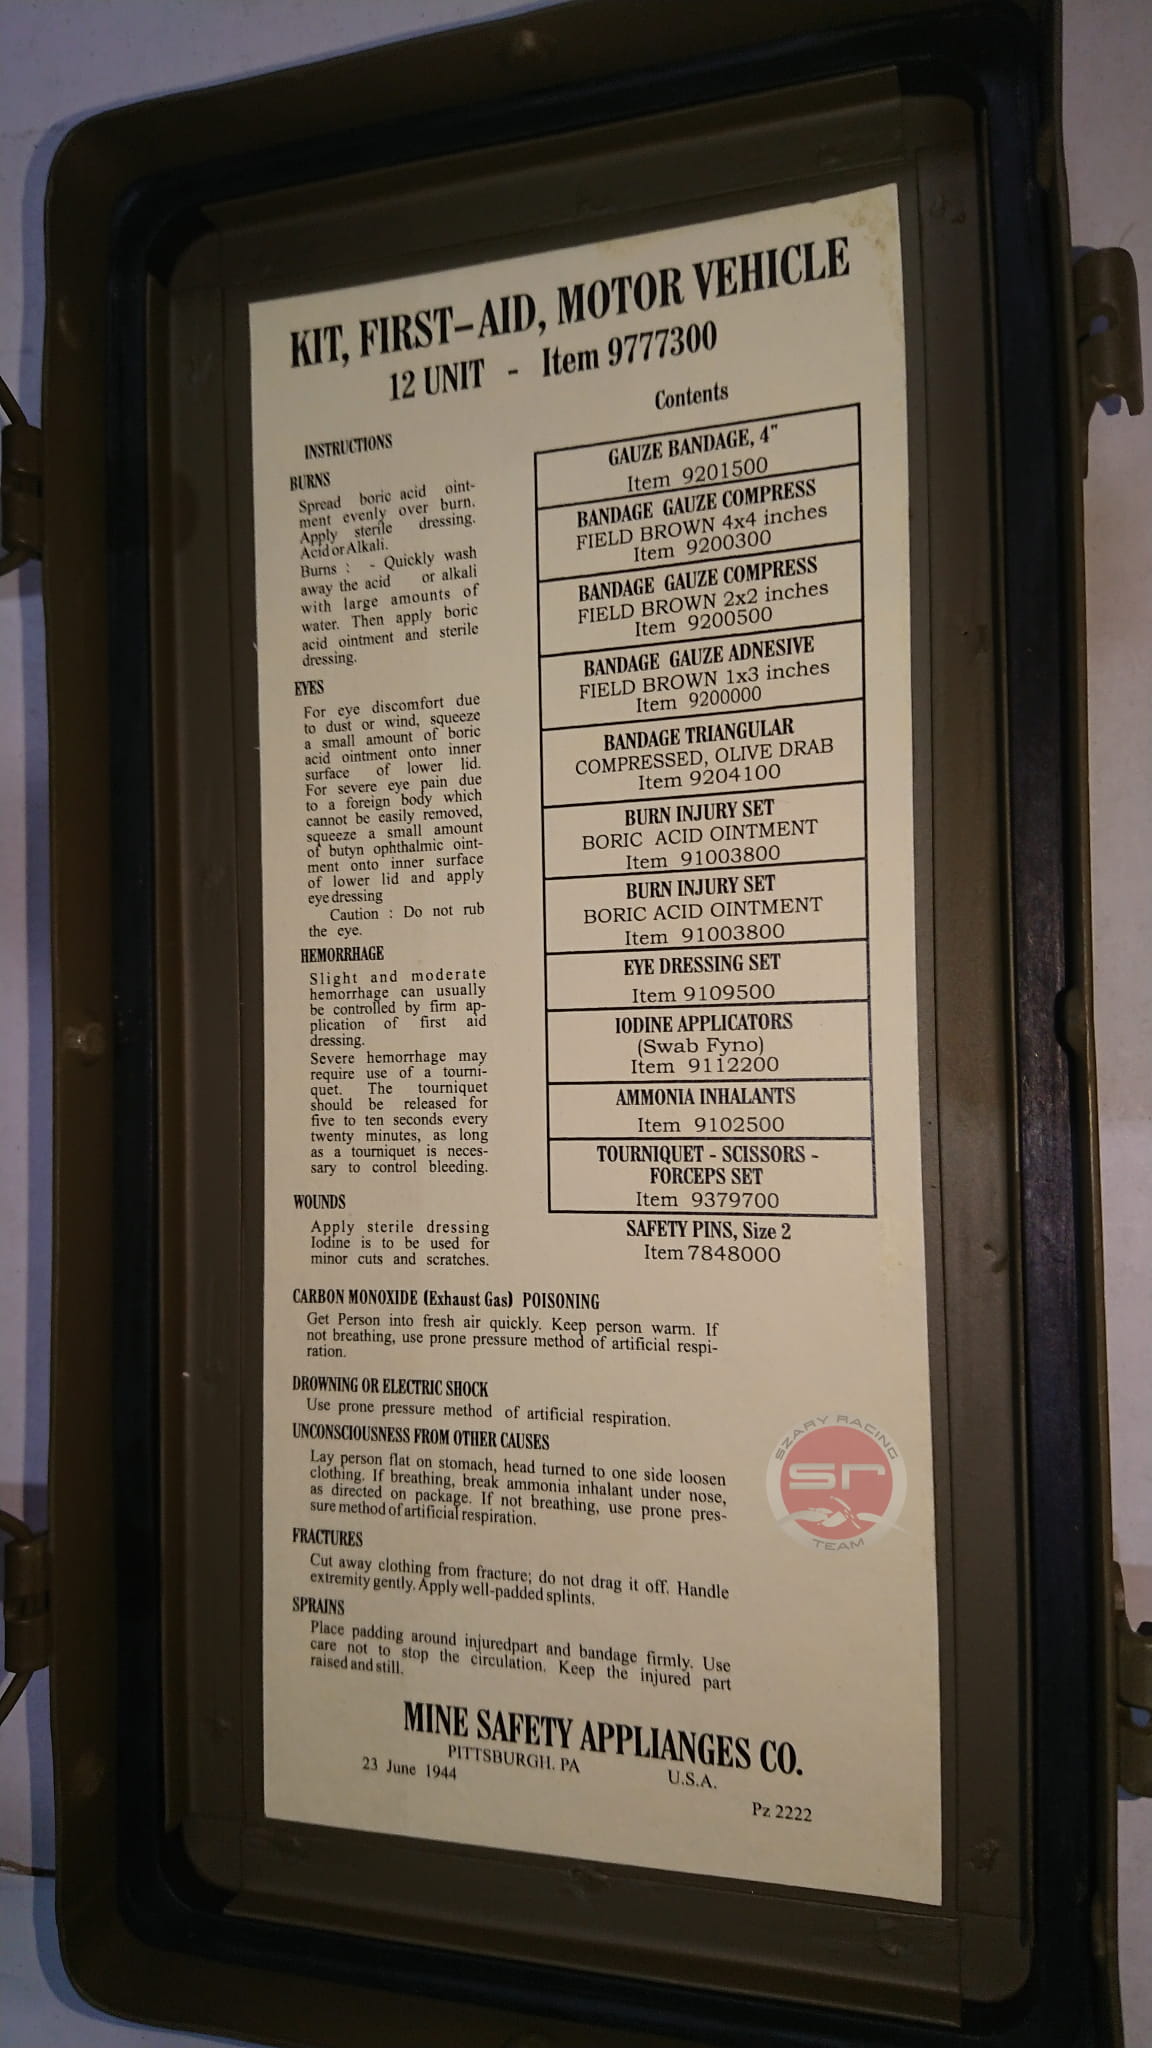 KIT, FIRST-AID, MOTOR VEHICLE
12 UNIT - Item 9777300
INSTRUCTIONS
BURNS
Spread boric acid oint-
ment evenly over burn.
Apply sterile dressing.
Acid or Alkali.
Burns : - Quickly wash
away the acid or alkali
with large amounts of
water. Then apply boric
acid ointment and sterile
dressing.
EYES
For eye discomfort due
to dust or wind, squeeze
a small amount of boric
acid ointment onto inner
surface of lower lid.
For severe eye pain due
to a foreign body which
cannot be easily removed,
squeeze a small amount
of butyn ophthalmic oint-
ment onto inner surface
of lower lid and apply
eye dressing
Caution : Do not rub
the eye.
HEMORRHAGE
Slight and moderate
hemorrhage can usually
be controlled by firm ap-
plication of first aid
dressing.
Severe hemorrhage may
require use of a tourni-
quet. The tourniquet
should be released for
five to ten seconds every
twenty minutes, as long
as a tourniquet is neces-
sary to control bleeding.
WOUNDS
Apply sterile dressing
Iodine is to be used for
minor cuts and scratches.
Contents
GAUZE BANDAGE, 4"
Item 9201500
BANDAGE GAUZE COMPRESS
FIELD BROWN 4x4 inches
Item 9200300
BANDAGE GAUZE COMPRESS
FIELD BROWN 2x2 inches
Item 9200500
BANDAGE GAUZE ADNESIVE
FIELD BROWN 1x3 inches
Item 9200000
BANDAGE TRIANGULAR
COMPRESSED, OLIVE DRAB
Item 9204100
BURN INJURY SET
BORIC ACID OINTMENT
Item 91003800
BURN INJURY SET
BORIC ACID OINTMENT
Item 91003800
EYE DRESSING SET
Item 9109500
IODINE APPLICATORS
(Swab Fyno)
Item 9112200
AMMONIA INHALANTS
Item 9102500
TOURNIQUET - SCISSORS -
FORCEPS SET
Item 9379700
SAFETY PINS, Size 2
Item 7848000
CARBON MONOXIDE (Exhaust Gas) POISONING
Get Person into fresh air quickly. Keep person warm. If
not breathing, use prone pressure method of artificial respi-
ration.
DROWNING OR ELECTRIC SHOCK
Use prone pressure method of artificial respiration.
UNCONSCIOUSNESS FROM OTHER CAUSES
Lay person flat on stomach, head turned to one side loosen
clothing. If breathing, break ammonia inhalant under nose,
as directed on package. If not breathing, use prone pres-
sure method of artificial respiration.
FRACTURES
Cut away clothing from fracture; do not drag it off. Handle
extremity gently. Apply well-padded splints.
SPRAINS
Place padding around injuredpart and bandage firmly. Use
care not to stop the circulation. Keep the injured part
raised and still.
MINE SAFETY APPLIANGES CO.
PITTSBURGH. PA U.S.A.
23 June 1944
Pz 2222
SZARY RACING
sr
TEAM